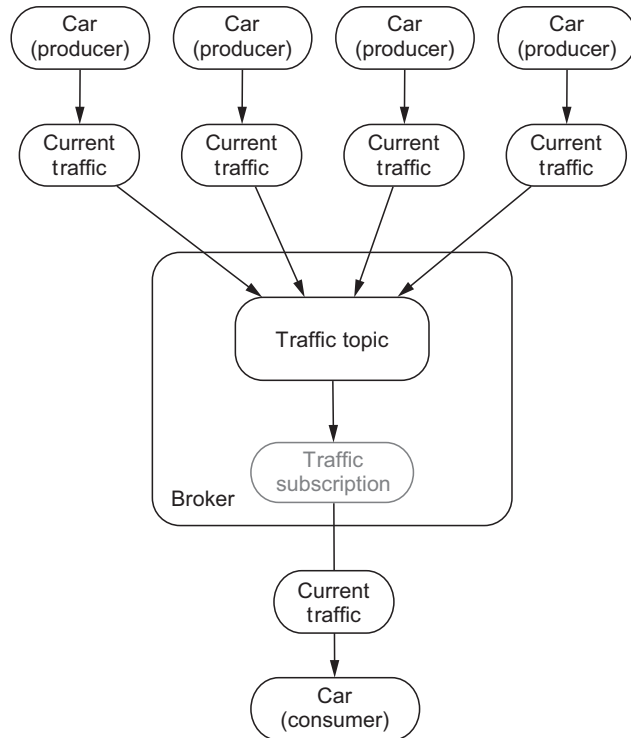 Car
(producer)
Car
(producer)
Car
(producer)
Car
(producer)
Current
traffic
Current
traffic
Current
traffic
Current
traffic
Traffic topic
Traffic
subscription
Broker
Current
traffic
Car
(consumer)